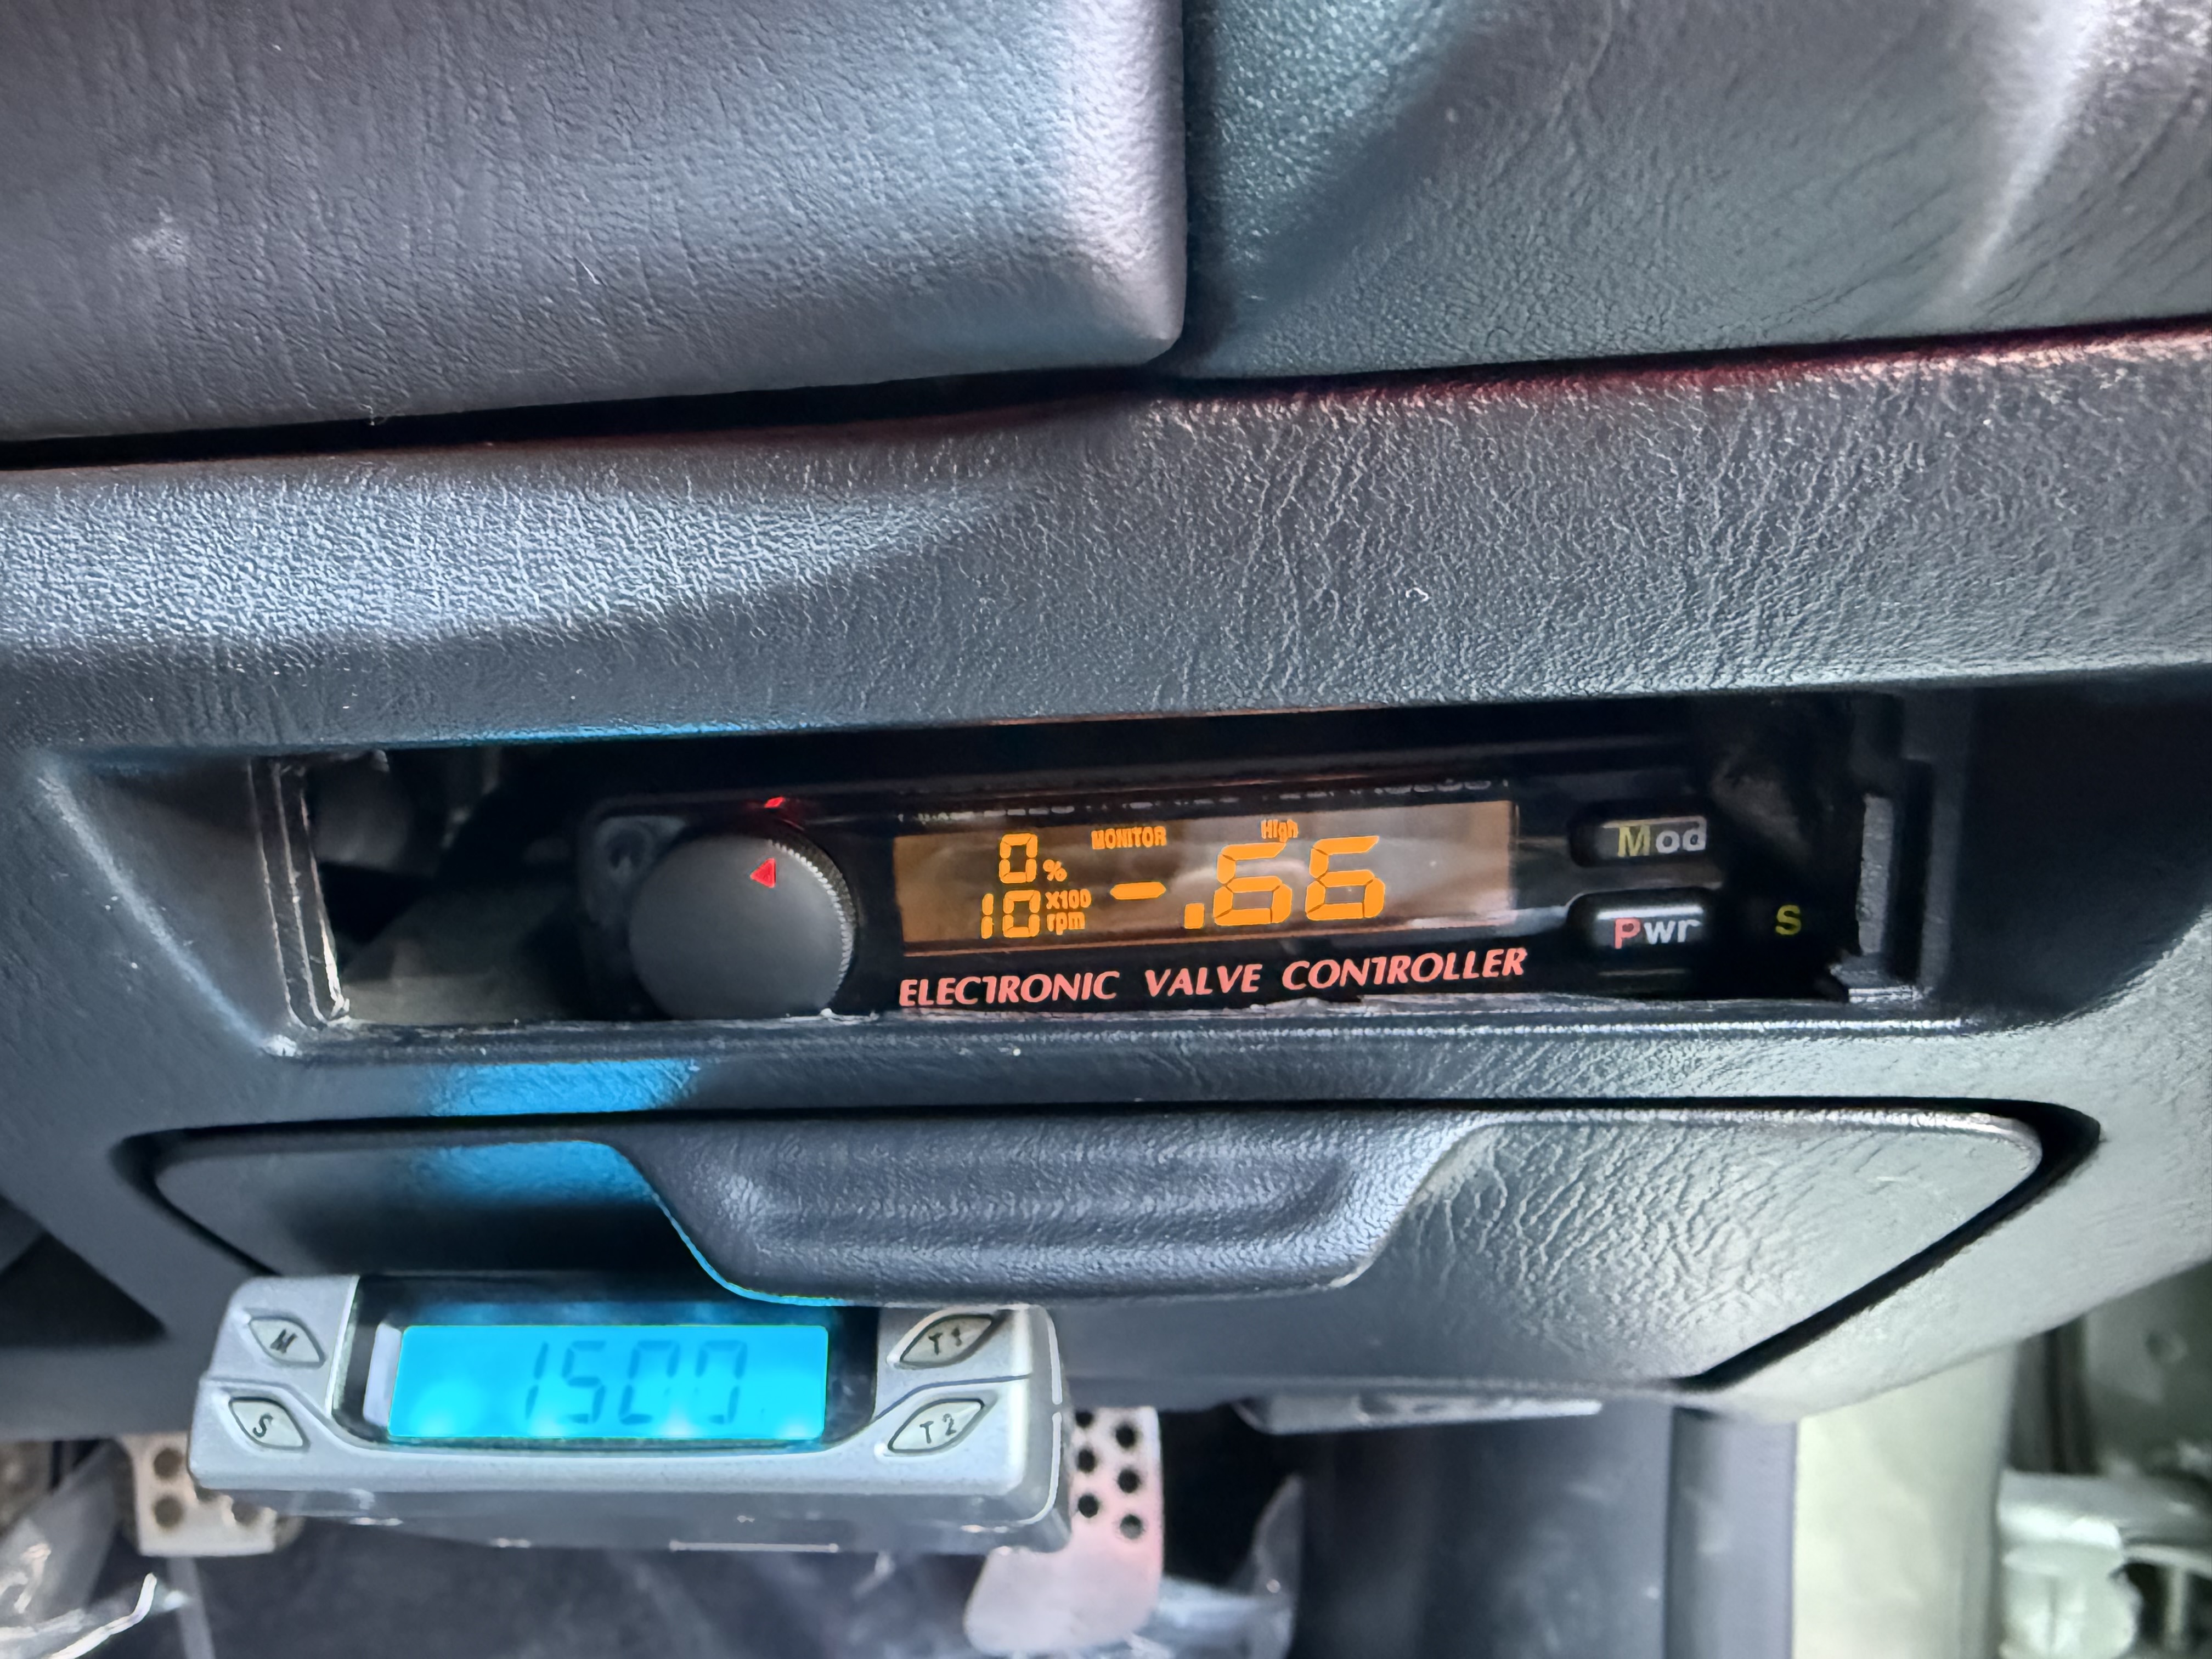 0% MONITOR High
10 X100 rpm -.66
Mod
Pwr S
ELECTRONIC VALVE CONTROLLER
M 1500 T1
S T2